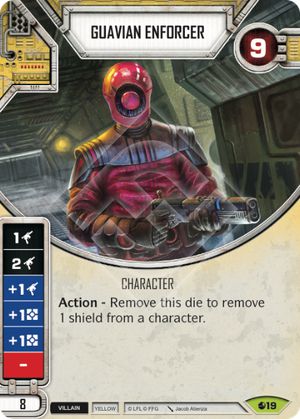 GUAVIAN ENFORCER
9
1
2
+1
+1
+1
-
CHARACTER
Action - Remove this die to remove
1 shield from a character.
8
VILLAIN
YELLOW
© LFL © FFG
Jacob Atienza
19